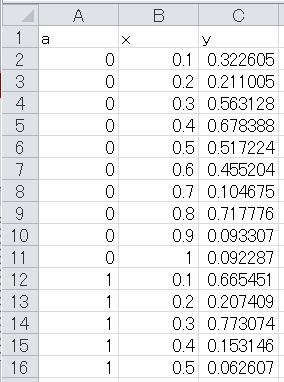 A B C
1 a x y
2 0 0.1 0.322605
3 0 0.2 0.211005
4 0 0.3 0.563128
5 0 0.4 0.678388
6 0 0.5 0.517224
7 0 0.6 0.455204
8 0 0.7 0.104675
9 0 0.8 0.717776
10 0 0.9 0.093307
11 0 1 0.092287
12 1 0.1 0.665451
13 1 0.2 0.207409
14 1 0.3 0.773074
15 1 0.4 0.153146
16 1 0.5 0.062607